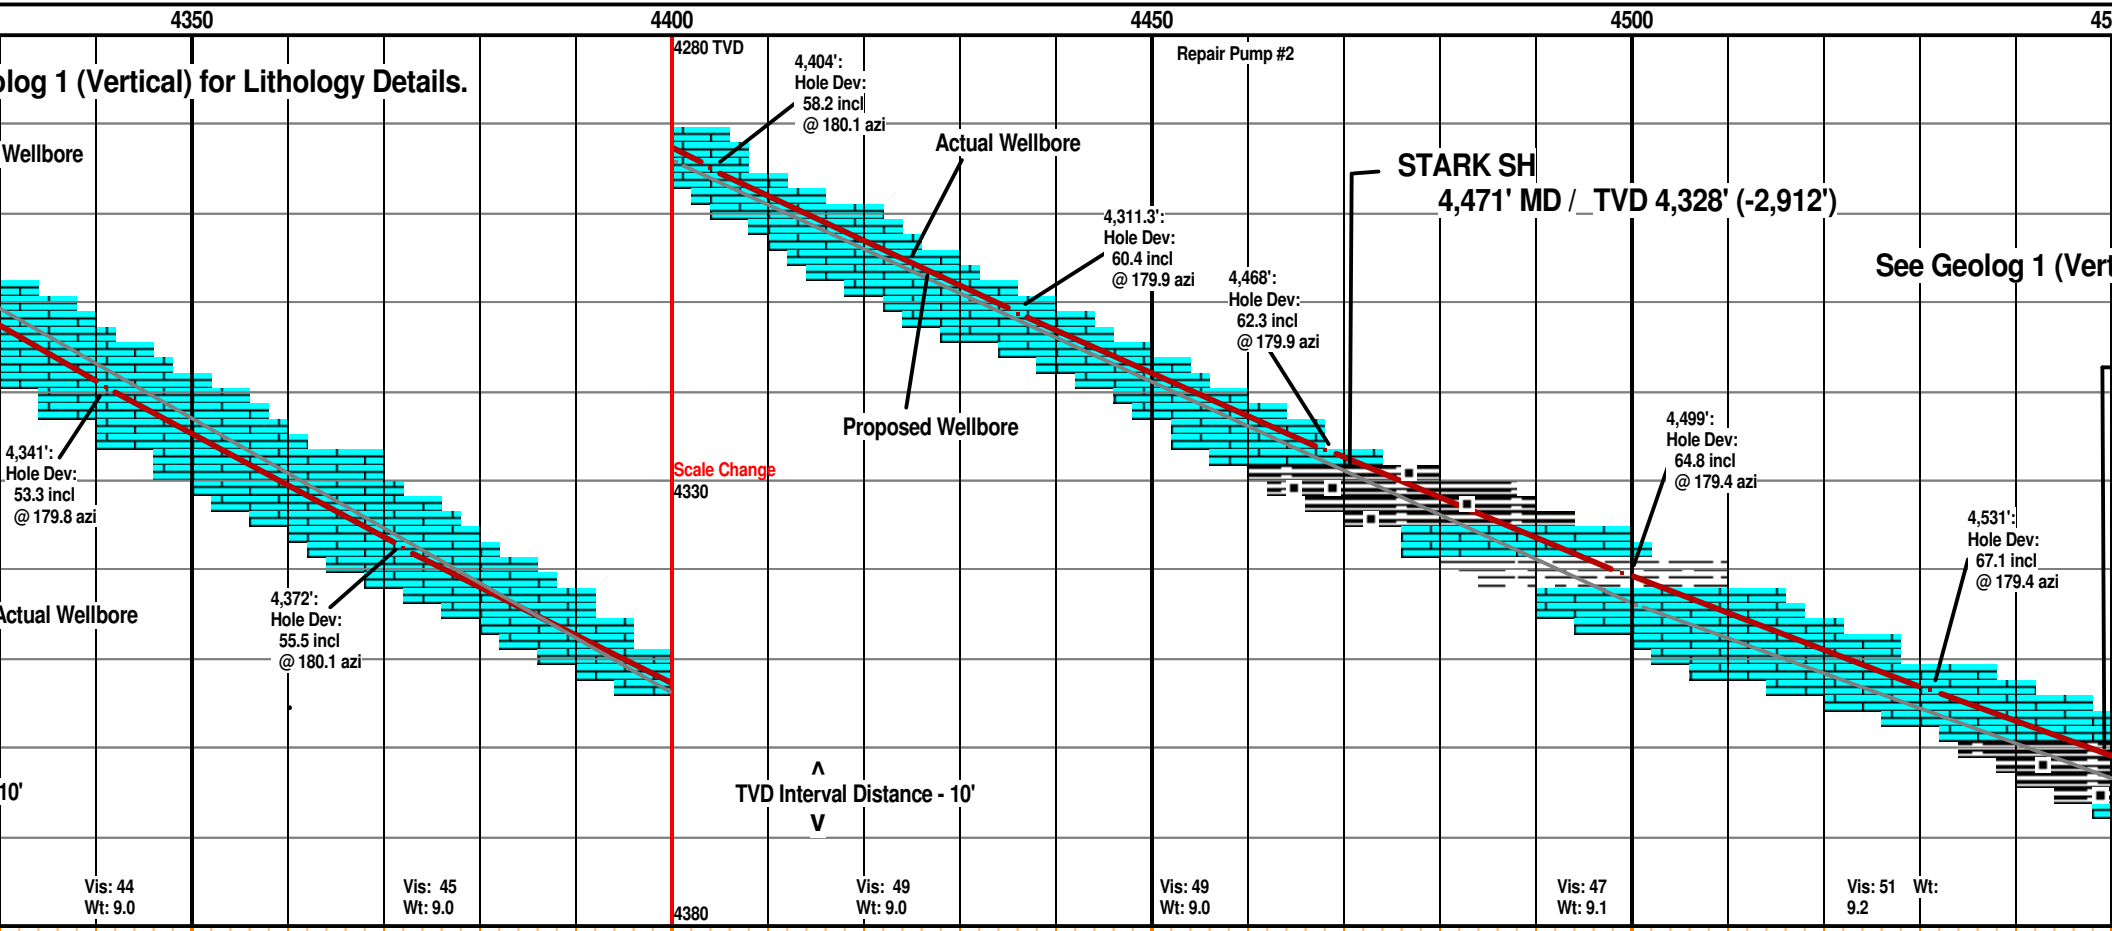 4350
4400
4450
4500
45
olog 1 (Vertical) for Lithology Details.
4280 TVD
Repair Pump #2
4,404':
Hole Dev:
58.2 incl
@ 180.1 azi
Wellbore
Actual Wellbore
STARK SH
4,471' MD / TVD 4,328' (-2,912')
4,311.3':
Hole Dev:
60.4 incl
@ 179.9 azi
See Geolog 1 (Vert
4,468':
Hole Dev:
62.3 incl
@ 179.9 azi
Proposed Wellbore
4,499':
Hole Dev:
64.8 incl
@ 179.4 azi
4,341':
Hole Dev:
53.3 incl
@ 179.8 azi
Scale Change
4330
4,531':
Hole Dev:
67.1 incl
@ 179.4 azi
4,372':
Hole Dev:
55.5 incl
@ 180.1 azi
Actual Wellbore
10'
^
TVD Interval Distance - 10'
v
Vis: 44
Wt: 9.0
Vis: 45
Wt: 9.0
Vis: 49
Wt: 9.0
Vis: 49
Wt: 9.0
Vis: 47
Wt: 9.1
Vis: 51 Wt:
9.2
4380